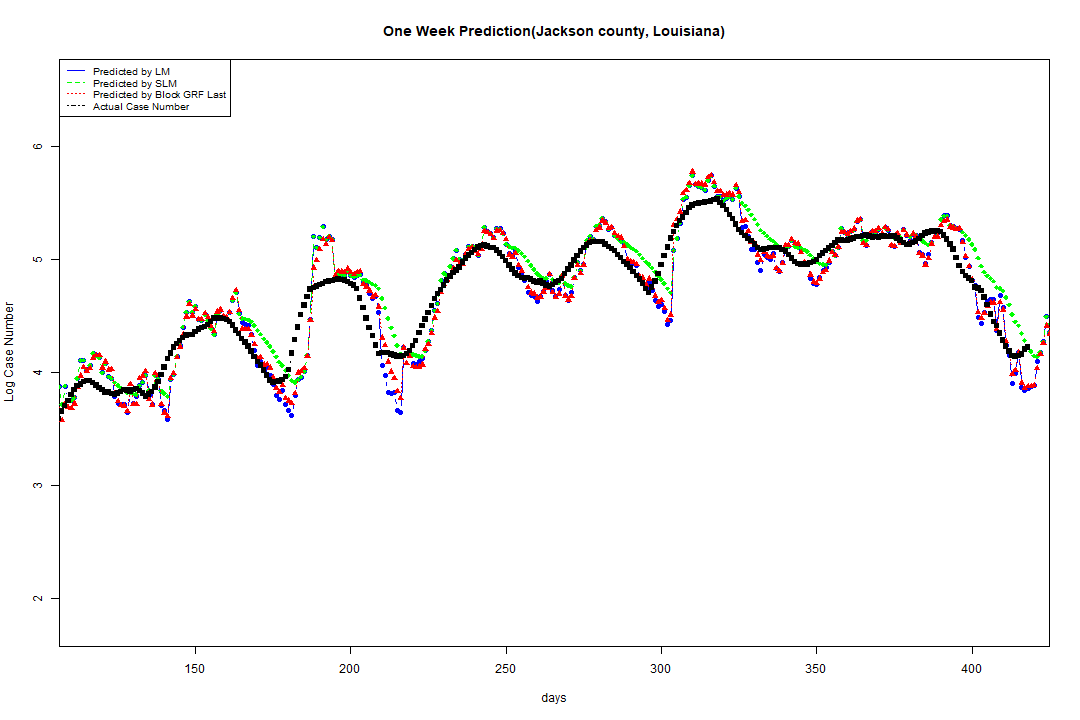 One Week Prediction(Jackson county, Louisiana)
Predicted by LM
Predicted by SLM
Predicted by Block GRF Last
Actual Case Number
6
5
4
3
2
Log Case Number
150 200 250 300 350 400
days